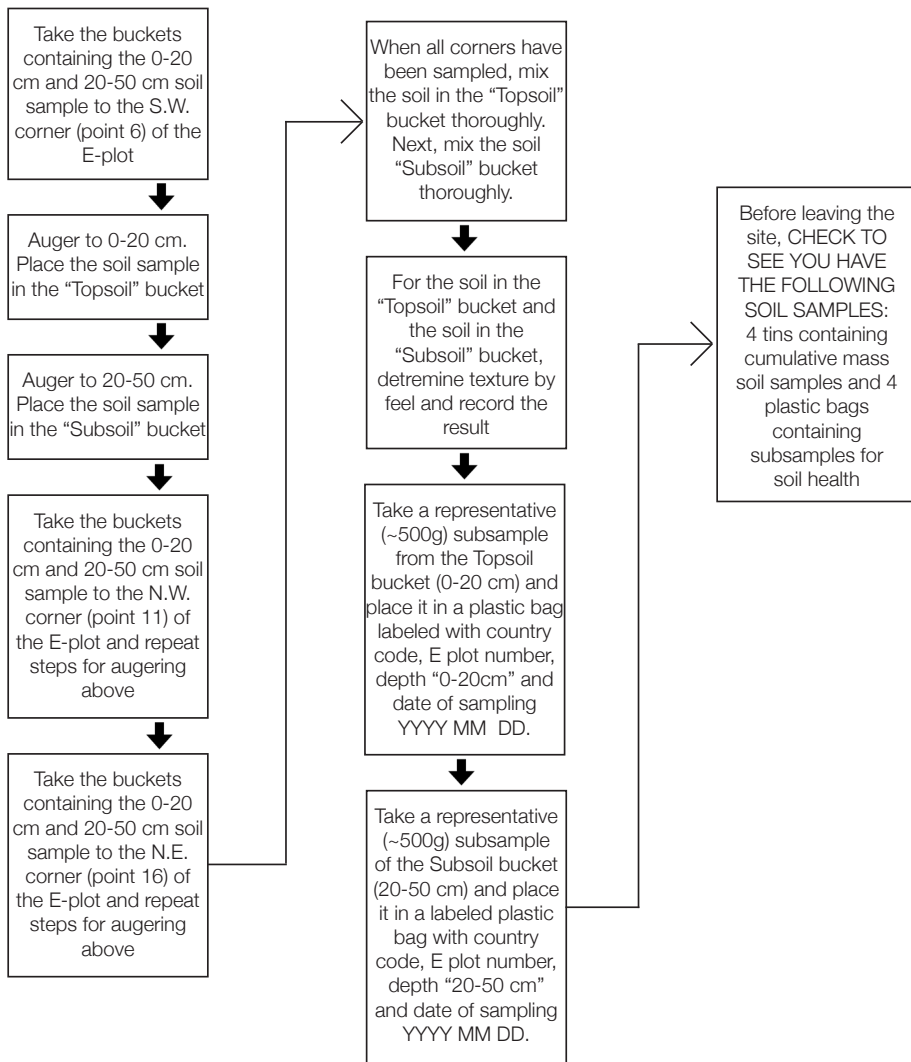 Take the buckets
containing the 0-20
cm and 20-50 cm soil
sample to the S.W.
corner (point 6) of the
E-plot
Auger to 0-20 cm.
Place the soil sample
in the “Topsoil” bucket
Auger to 20-50 cm.
Place the soil sample
in the “Subsoil” bucket
Take the buckets
containing the 0-20
cm and 20-50 cm soil
sample to the N.W.
corner (point 11) of
the E-plot and repeat
steps for augering
above
Take the buckets
containing the 0-20
cm and 20-50 cm soil
sample to the N.E.
corner (point 16) of
the E-plot and repeat
steps for augering
above
When all corners have
been sampled, mix
the soil in the “Topsoil”
bucket thoroughly.
Next, mix the soil
“Subsoil” bucket
thoroughly.
For the soil in the
“Topsoil” bucket and
the soil in the
“Subsoil” bucket,
detremine texture by
feel and record the
result
Take a representative
(~500g) subsample
from the Topsoil
bucket (0-20 cm) and
place it in a plastic bag
labeled with country
code, E plot number,
depth “0-20cm” and
date of sampling
YYYY MM DD.
Take a representative
(~500g) subsample
of the Subsoil bucket
(20-50 cm) and place
it in a labeled plastic
bag with country
code, E plot number,
depth “20-50 cm”
and date of sampling
YYYY MM DD.
Before leaving the
site, CHECK TO
SEE YOU HAVE
THE FOLLOWING
SOIL SAMPLES:
4 tins containing
cumulative mass
soil samples and 4
plastic bags
containing
subsamples for
soil health